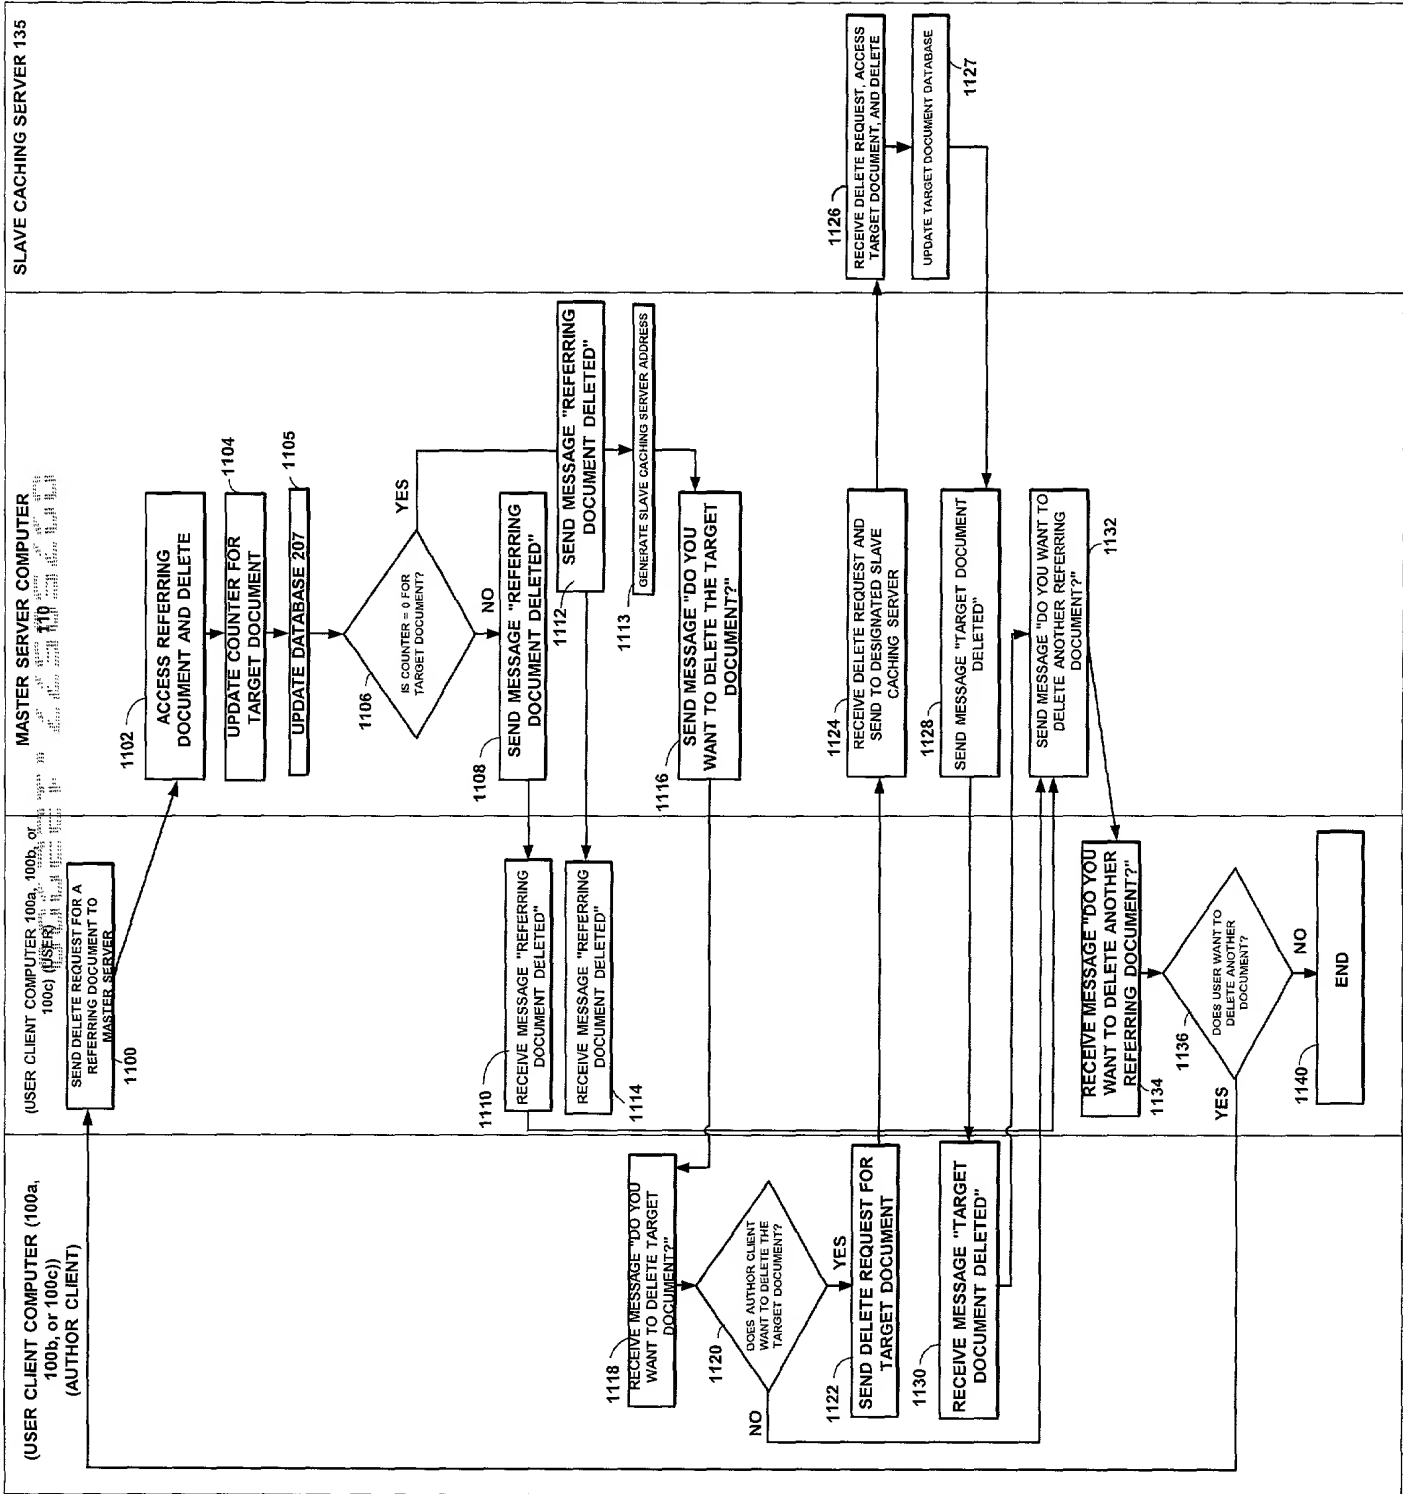 (USER CLIENT COMPUTER (100a,
100b, or 100c))
(AUTHOR CLIENT)
(USER CLIENT COMPUTER 100a, 100b, or
100c) (USER)
MASTER SERVER COMPUTER
110
SLAVE CACHING SERVER 135
SEND DELETE REQUEST FOR A
REFERRING DOCUMENT TO
MASTER SERVER
1100
1102
ACCESS REFERRING
DOCUMENT AND DELETE
UPDATE COUNTER FOR
TARGET DOCUMENT
1104
UPDATE DATABASE 207
1105
1106
IS COUNTER = 0 FOR
TARGET DOCUMENT?
YES
NO
1108
SEND MESSAGE "REFERRING
DOCUMENT DELETED"
1110
RECEIVE MESSAGE "REFERRING
DOCUMENT DELETED"
1112
SEND MESSAGE "REFERRING
DOCUMENT DELETED"
1114
RECEIVE MESSAGE "REFERRING
DOCUMENT DELETED"
1113
GENERATE SLAVE CACHING SERVER ADDRESS
1116
SEND MESSAGE "DO YOU
WANT TO DELETE THE TARGET
DOCUMENT?"
1118
RECEIVE MESSAGE "DO YOU
WANT TO DELETE TARGET
DOCUMENT?"
1120
DOES AUTHOR CLIENT
WANT TO DELETE THE
TARGET DOCUMENT?
NO
YES
1122
SEND DELETE REQUEST FOR
TARGET DOCUMENT
1124
RECEIVE DELETE REQUEST AND
SEND TO DESIGNATED SLAVE
CACHING SERVER
1126
RECEIVE DELETE REQUEST, ACCESS
TARGET DOCUMENT, AND DELETE
UPDATE TARGET DOCUMENT DATABASE
1127
1128
SEND MESSAGE "TARGET DOCUMENT
DELETED"
1130
RECEIVE MESSAGE "TARGET
DOCUMENT DELETED"
SEND MESSAGE "DO YOU WANT TO
DELETE ANOTHER REFERRING
DOCUMENT?"
1132
RECEIVE MESSAGE "DO YOU
WANT TO DELETE ANOTHER
REFERRING DOCUMENT?"
1134
1136
DOES USER WANT TO
DELETE ANOTHER
DOCUMENT?
YES
NO
1140
END